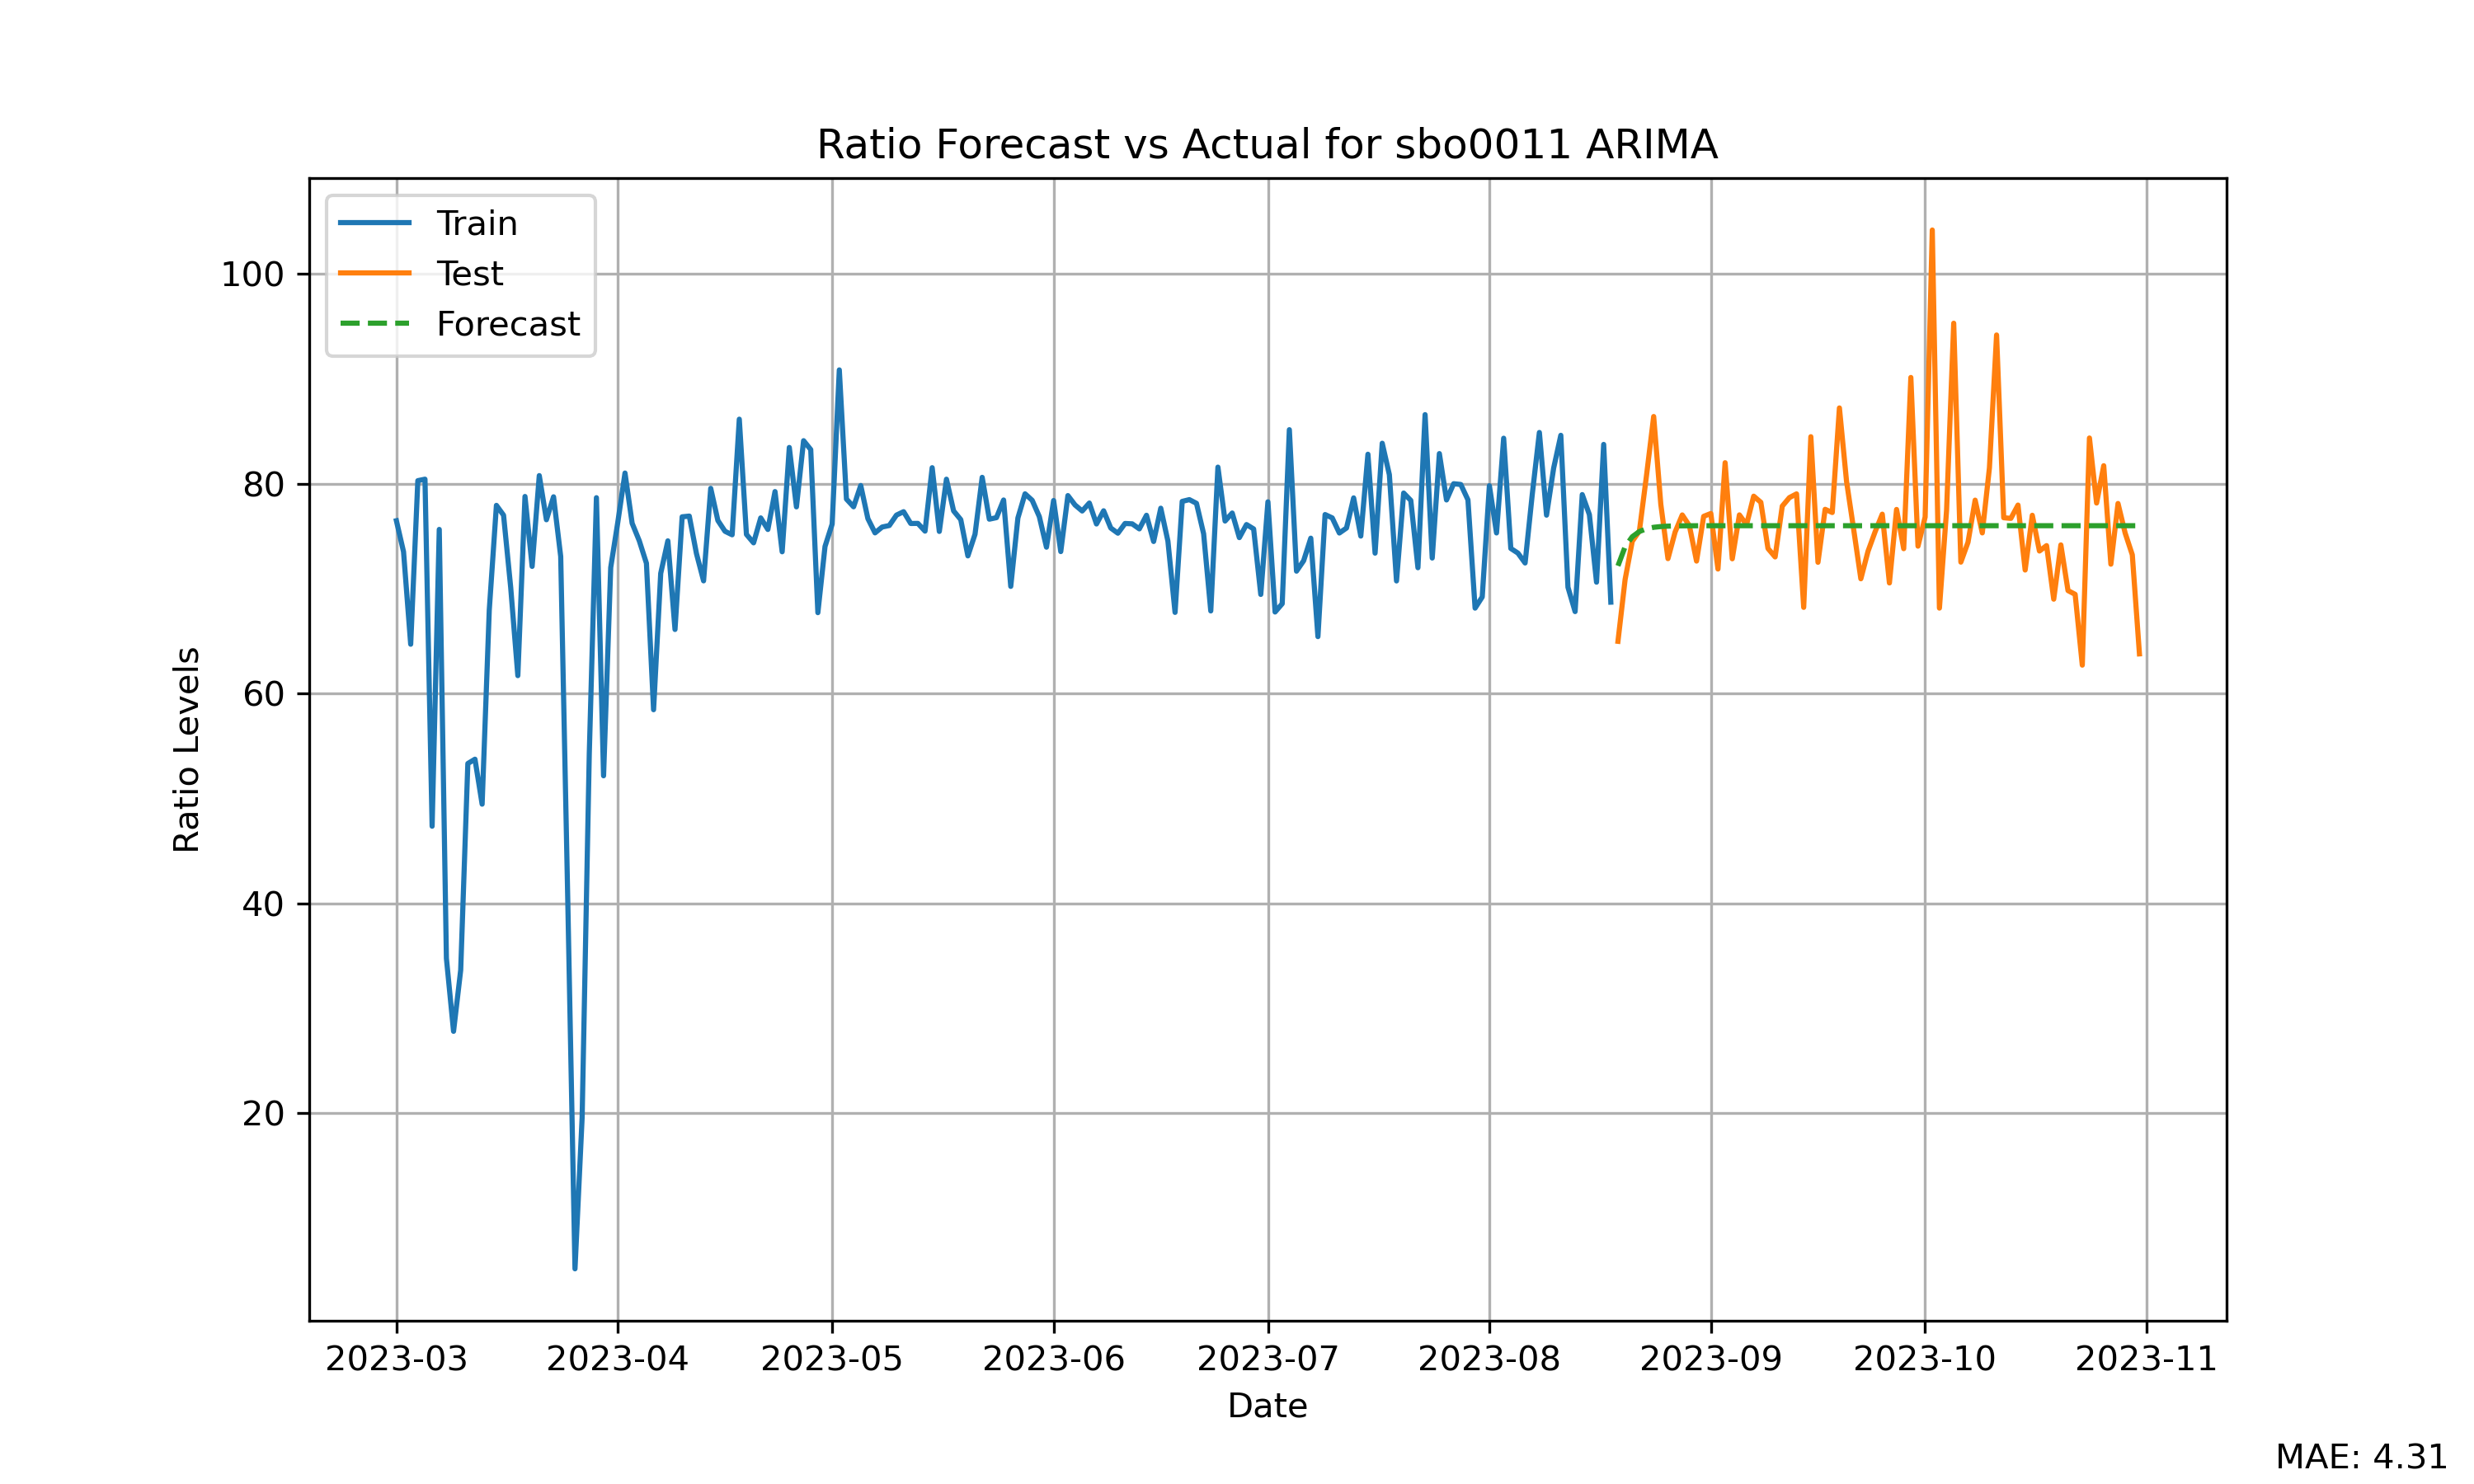 Ratio Forecast vs Actual for sbo0011 ARIMA
Train
Test
Forecast
100
80
60
40
20
Ratio Levels
2023-03 2023-04 2023-05 2023-06 2023-07 2023-08 2023-09 2023-10 2023-11
Date
MAE: 4.31